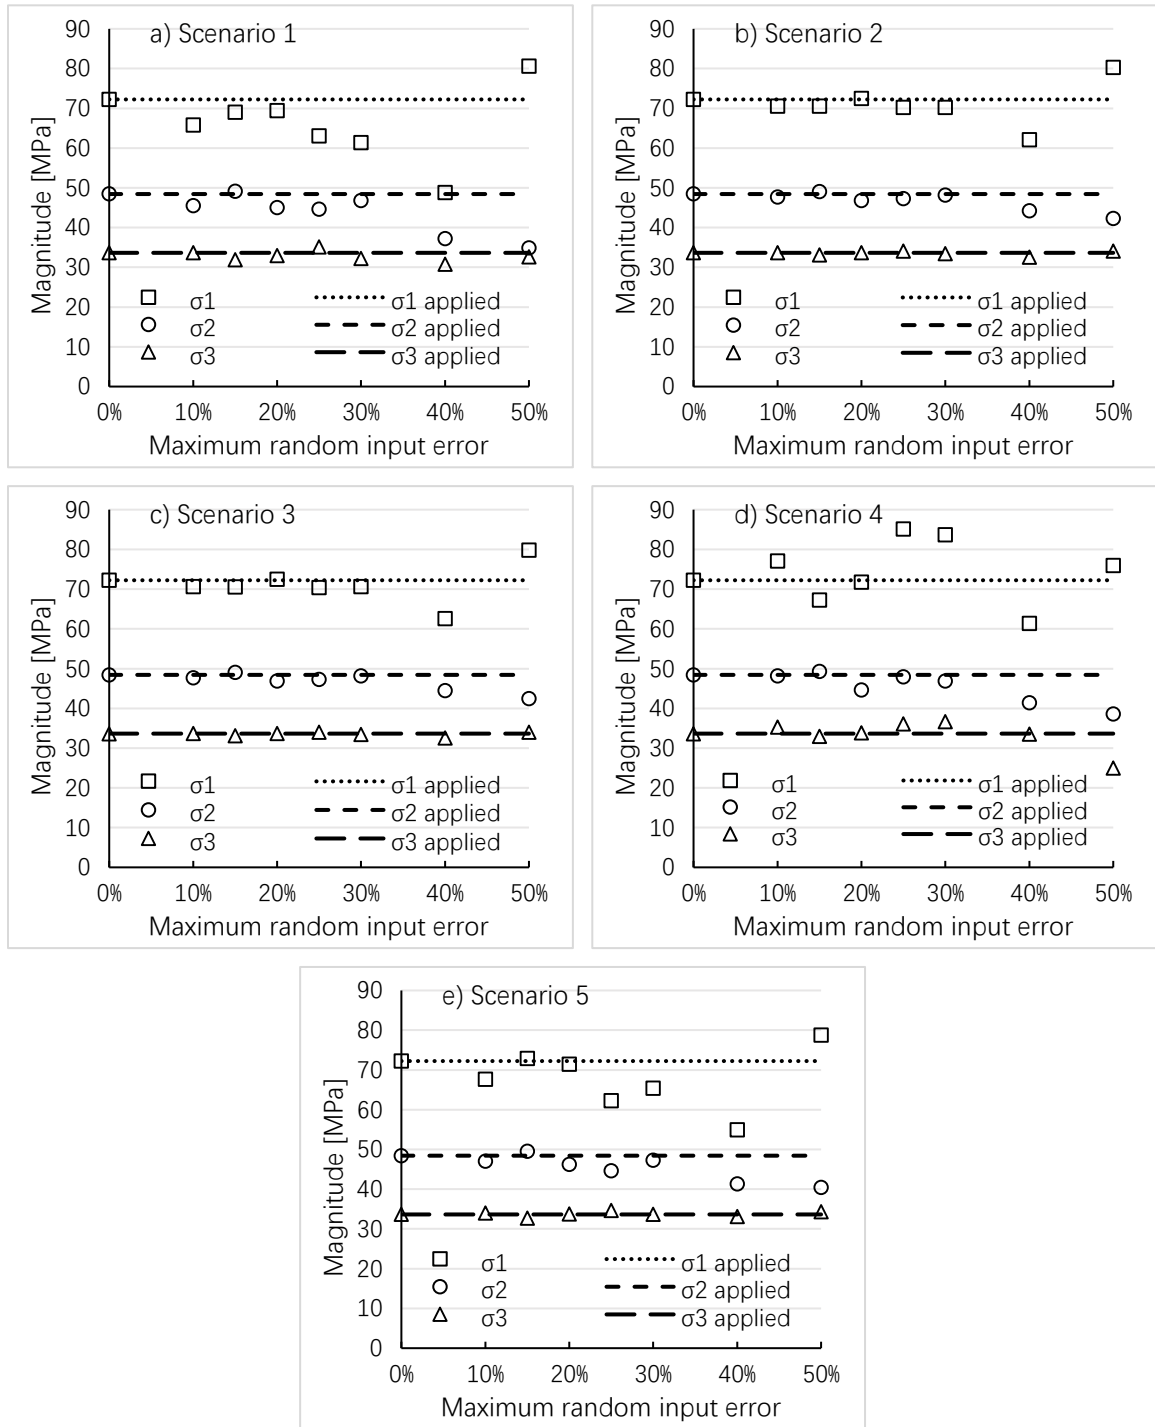 a) Scenario 1
Magnitude [MPa]
90
80
70
60
50
40
30
20
10
0
σ1 σ1 applied
σ2 σ2 applied
σ3 σ3 applied
0% 10% 20% 30% 40% 50%
Maximum random input error
b) Scenario 2
Magnitude [MPa]
90
80
70
60
50
40
30
20
10
0
σ1 σ1 applied
σ2 σ2 applied
σ3 σ3 applied
0% 10% 20% 30% 40% 50%
Maximum random input error
c) Scenario 3
Magnitude [MPa]
90
80
70
60
50
40
30
20
10
0
σ1 σ1 applied
σ2 σ2 applied
σ3 σ3 applied
0% 10% 20% 30% 40% 50%
Maximum random input error
d) Scenario 4
Magnitude [MPa]
90
80
70
60
50
40
30
20
10
0
σ1 σ1 applied
σ2 σ2 applied
σ3 σ3 applied
0% 10% 20% 30% 40% 50%
Maximum random input error
e) Scenario 5
Magnitude [MPa]
90
80
70
60
50
40
30
20
10
0
σ1 σ1 applied
σ2 σ2 applied
σ3 σ3 applied
0% 10% 20% 30% 40% 50%
Maximum random input error